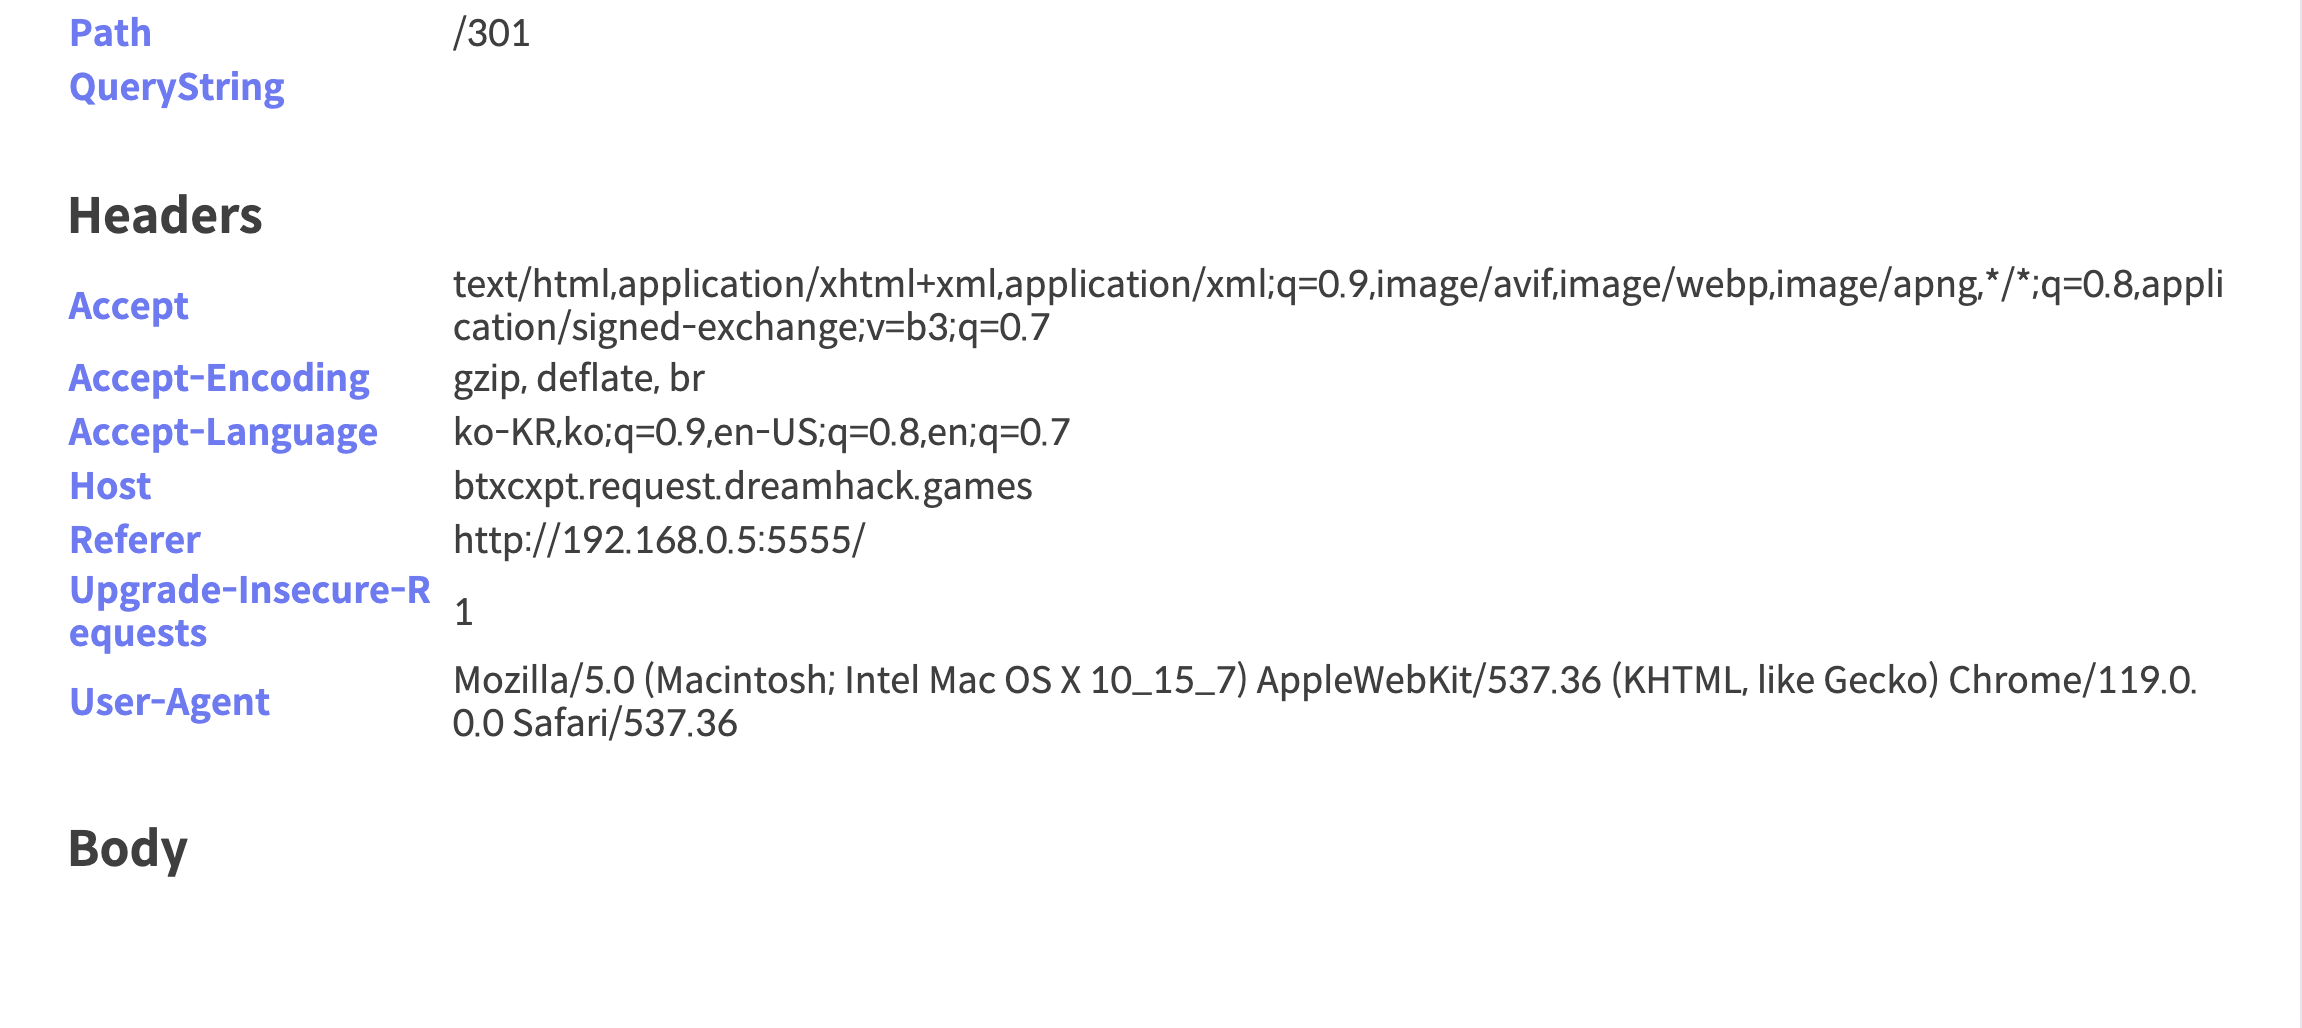 Path /301
QueryString
Headers
Accept text/html,application/xhtml+xml,application/xml;q=0.9,image/avif,image/webp,image/apng,*/*;q=0.8,appli
cation/signed-exchange;v=b3;q=0.7
Accept-Encoding gzip, deflate, br
Accept-Language ko-KR,ko;q=0.9,en-US;q=0.8,en;q=0.7
Host btxcxpt.request.dreamhack.games
Referer http://192.168.0.5:5555/
Upgrade-Insecure-R
equests 1
User-Agent Mozilla/5.0 (Macintosh; Intel Mac OS X 10_15_7) AppleWebKit/537.36 (KHTML, like Gecko) Chrome/119.0.
0.0 Safari/537.36
Body